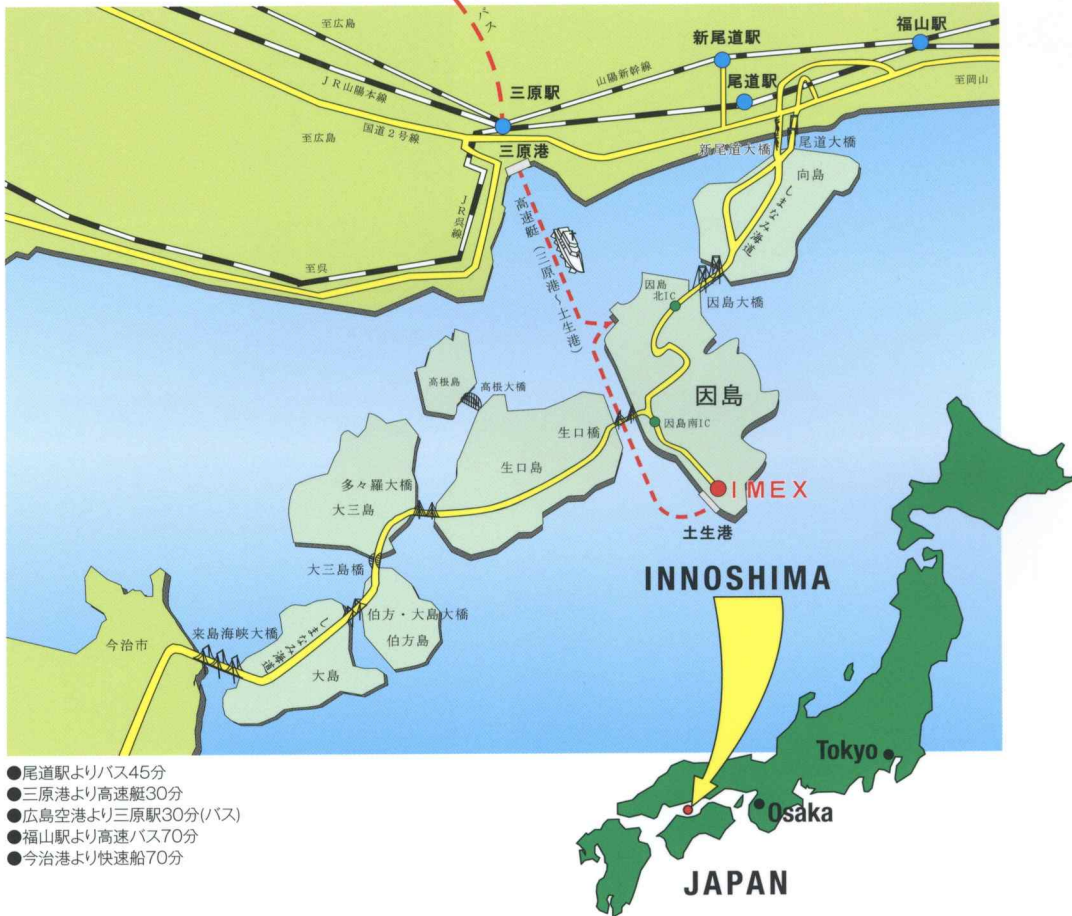 至広島
バス
福山駅
新尾道駅
山陽新幹線
尾道駅
JR山陽本線
三原駅
至岡山
国道2号線
至広島
三原港
新尾道大橋
尾道大橋
向島
しまなみ海道
JR呉線
高速艇(三原港~土生港)
至呉
因島北IC
因島大橋
高根島
高根大橋
因島
因島南IC
生口橋
生口島
多々羅大橋
大三島
IMEX
土生港
大三島橋
INNOSHIMA
伯方・大島大橋
伯方島
今治市
来島海峡大橋
しまなみ海道
大島
●尾道駅よりバス45分
●三原港より高速艇30分
●広島空港より三原駅30分(バス)
●福山駅より高速バス70分
●今治港より快速船70分
Tokyo
Osaka
JAPAN